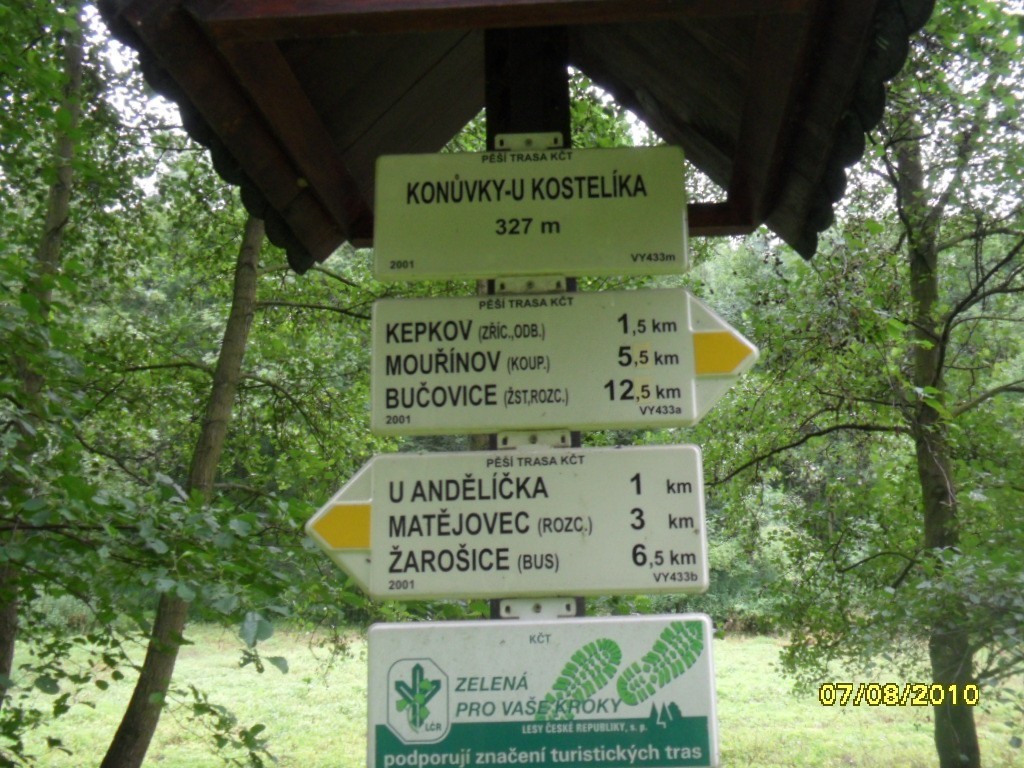 PĚŠÍ TRASA KČT
KONŮVKY-U KOSTELÍKA
327 m
2001 VY433m
PĚŠÍ TRASA KČT
KEPKOV (ZŘÍC.,ODB.) 1,5 km
MOUŘÍNOV (KOUP.) 5,5 km
BUČOVICE (ŽST,ROZC.) 12,5 km
2001 VY433a
PĚŠÍ TRASA KČT
U ANDĚLÍČKA 1 km
MATĚJOVEC (ROZC.) 3 km
ŽAROŠICE (BUS) 6,5 km
2001 VY433b
KČT
ZELENÁ
PRO VAŠE KROKY
LČR
LESY ČESKÉ REPUBLIKY, s. p.
podporují značení turistických tras
07/08/2010